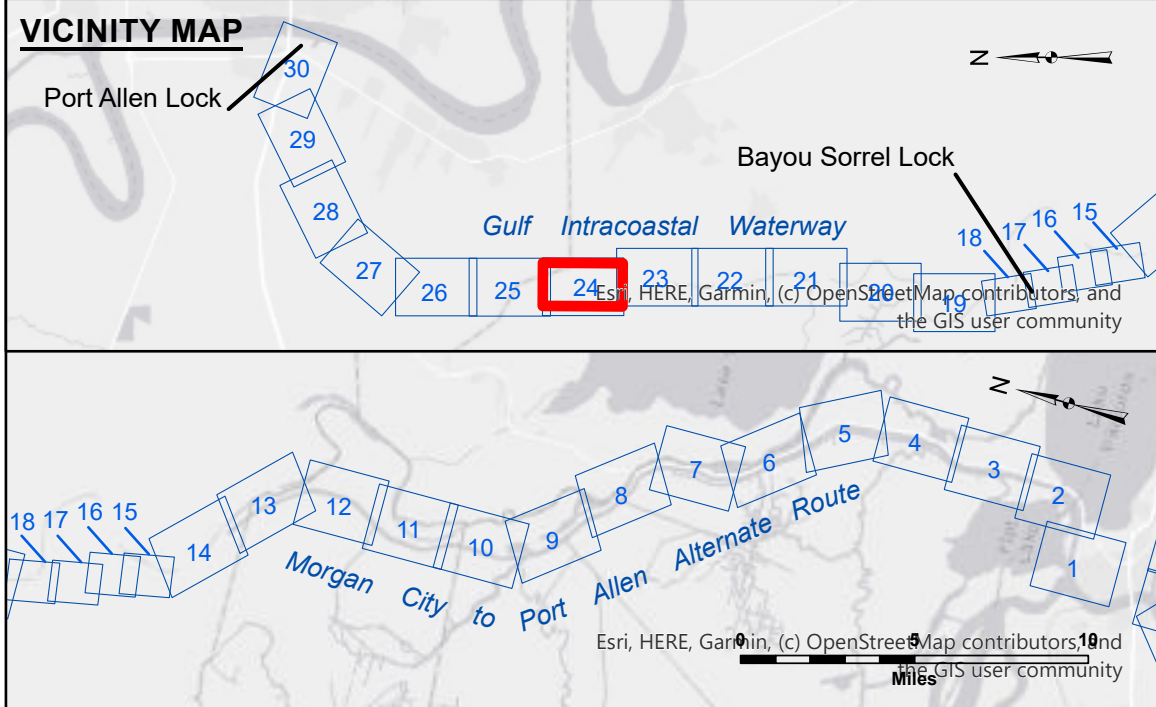 VICINITY MAP
N
30
Port Allen Lock
29
Bayou Sorrel Lock
28
Gulf Intracoastal Waterway
18 17 16 15
27
26 25 24 23 22 21 20 19
Esri, HERE, Garmin, (c) OpenStreetMap contributors, and
the GIS user community
N
5 4 3 2 1
6
7
8
9
10
11
12
13
14
18 17 16 15
Morgan City to Port Allen Alternate Route
Esri, HERE, Garmin, (c) OpenStreetMap contributors, and
the GIS user community
0 5 10
Miles